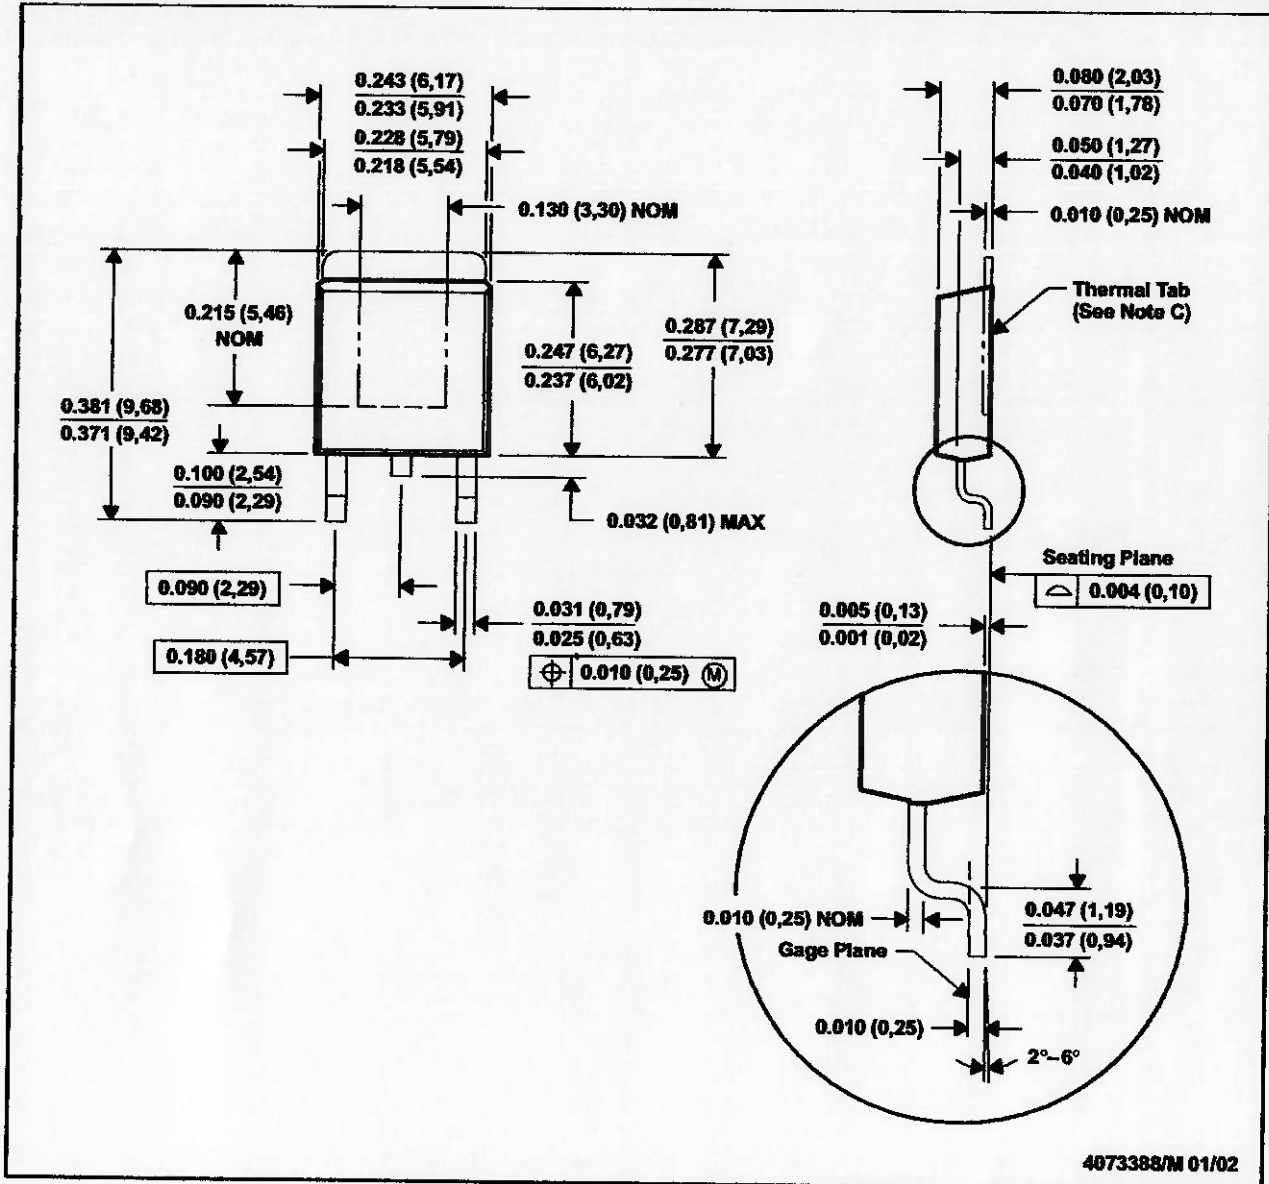 0.243 (6,17)
0.233 (5,91)
0.228 (5,79)
0.218 (5,54)
0.130 (3,30) NOM
0.215 (5,46)
NOM
0.287 (7,29)
0.277 (7,03)
0.247 (6,27)
0.237 (6,02)
0.381 (9,68)
0.371 (9,42)
0.100 (2,54)
0.090 (2,29)
0.032 (0,81) MAX
0.090 (2,29)
0.031 (0,79)
0.025 (0,63)
0.180 (4,57)
0.010 (0,25) Ⓜ
0.080 (2,03)
0.070 (1,78)
0.050 (1,27)
0.040 (1,02)
0.010 (0,25) NOM
Thermal Tab
(See Note C)
Seating Plane
0.004 (0,10)
0.005 (0,13)
0.001 (0,02)
0.010 (0,25) NOM
Gage Plane
0.047 (1,19)
0.037 (0,94)
0.010 (0,25)
2°–6°
4073388/M 01/02